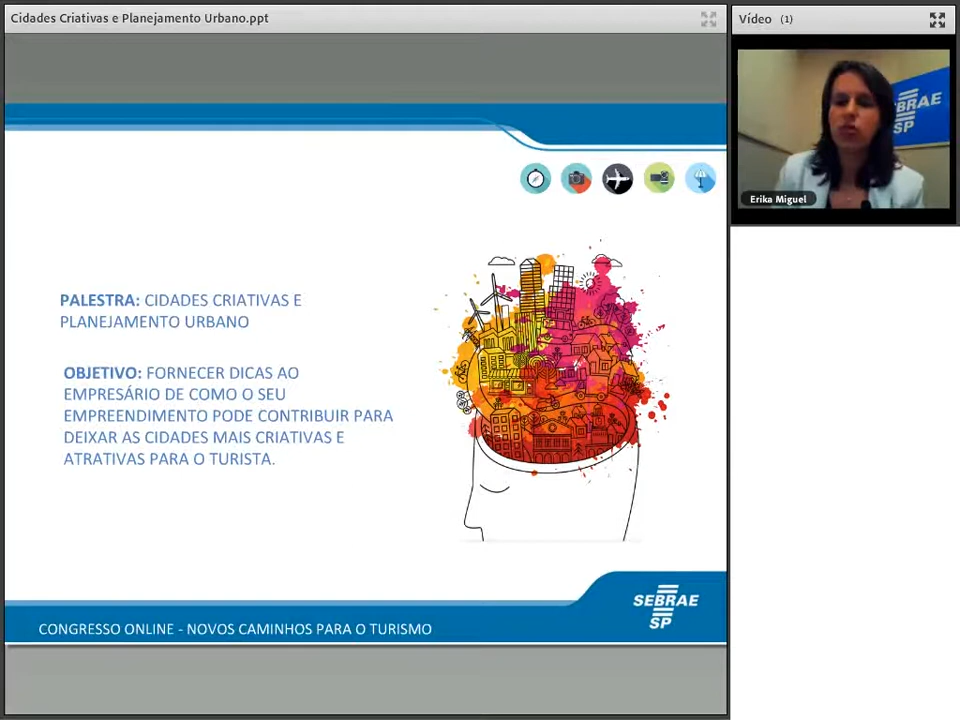 Cidades Criativas e Planejamento Urbano.ppt
Vídeo (1)
BRAE
SP
Erika Miguel
PALESTRA: CIDADES CRIATIVAS E
PLANEJAMENTO URBANO
OBJETIVO: FORNECER DICAS AO
EMPRESÁRIO DE COMO O SEU
EMPREENDIMENTO PODE CONTRIBUIR PARA
DEIXAR AS CIDADES MAIS CRIATIVAS E
ATRATIVAS PARA O TURISTA.
SEBRAE
SP
CONGRESSO ONLINE - NOVOS CAMINHOS PARA O TURISMO